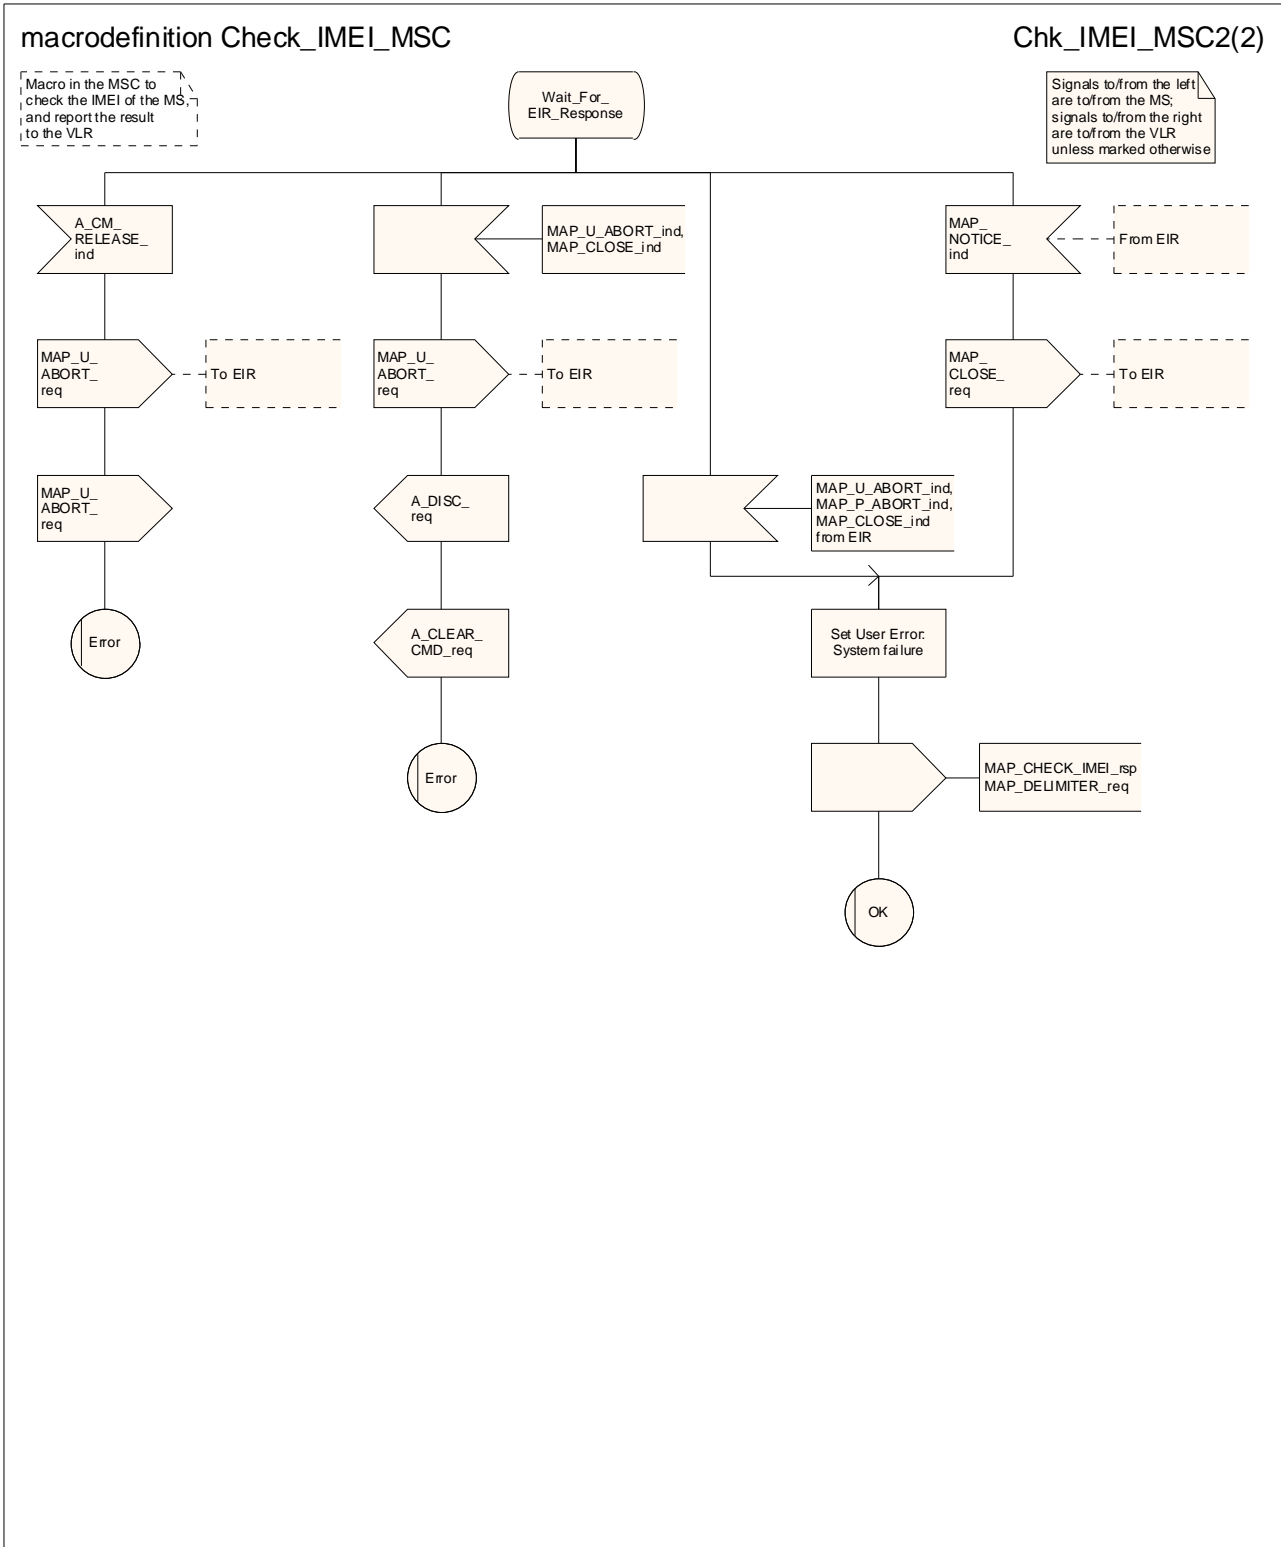 macrodefinition Check_IMEI_MSC
Chk_IMEI_MSC2(2)
Macro in the MSC to
check the IMEI of the MS,
and report the result
to the VLR
Wait_For_
EIR_Response
Signals to/from the left
are to/from the MS;
signals to/from the right
are to/from the VLR
unless marked otherwise
A_CM_
RELEASE_
ind
MAP_U_ABORT_ind,
MAP_CLOSE_ind
MAP_
NOTICE_
ind
From EIR
MAP_U_
ABORT_
req
To EIR
MAP_U_
ABORT_
req
To EIR
MAP_
CLOSE_
req
To EIR
MAP_U_
ABORT_
req
A_DISC_
req
MAP_U_ABORT_ind,
MAP_P_ABORT_ind,
MAP_CLOSE_ind
from EIR
Error
A_CLEAR_
CMD_req
Set User Error:
System failure
Error
MAP_CHECK_IMEI_rsp
MAP_DELIMITER_req
OK